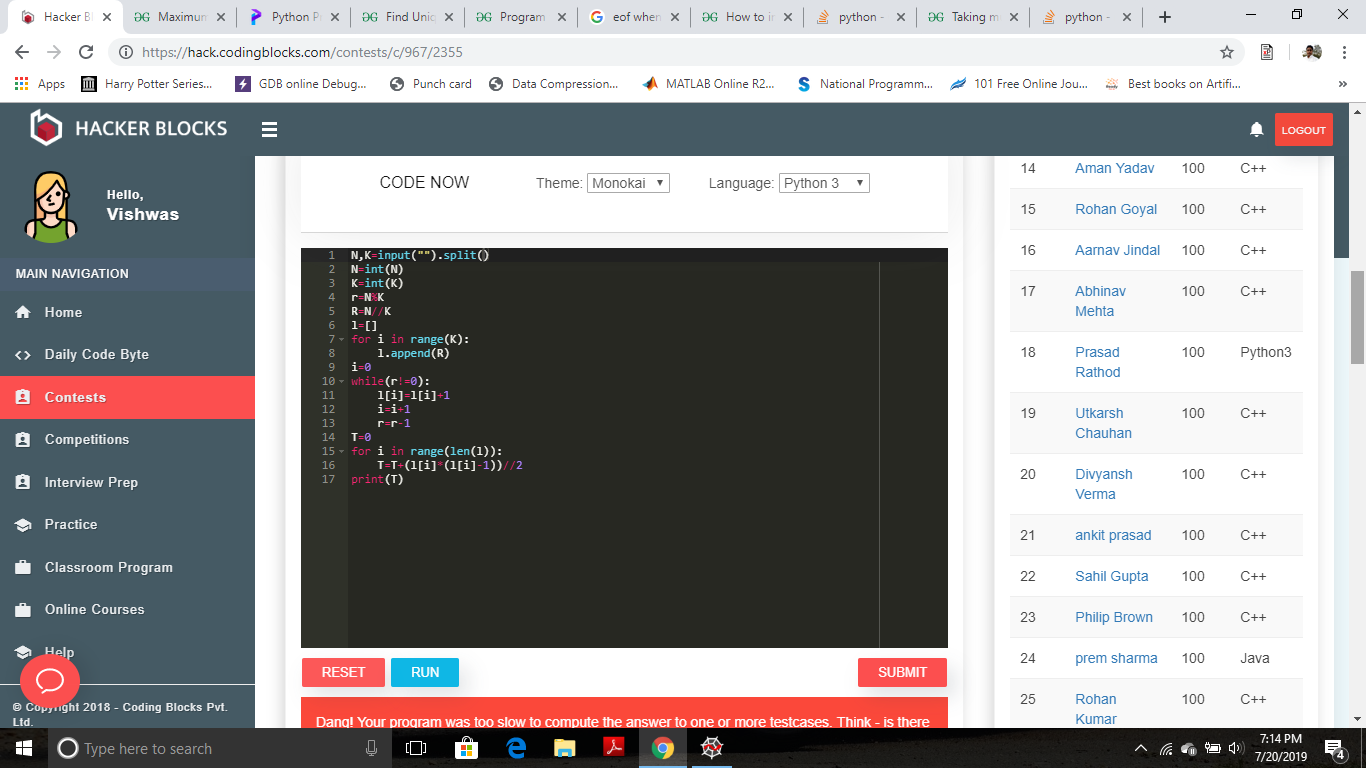 Hacker B
Maximum
Python P
Find Uniq
Program
eof when
How to i
python -
Taking m
python -
https://hack.codingblocks.com/contests/c/967/2355
Apps
Harry Potter Series...
GDB online Debug...
Punch card
Data Compression...
MATLAB Online R2...
National Programm...
101 Free Online Jou...
Best books on Artifi...
HACKER BLOCKS
LOGOUT
Hello,
Vishwas
MAIN NAVIGATION
Home
Daily Code Byte
Contests
Competitions
Interview Prep
Practice
Classroom Program
Online Courses
Help
© Copyright 2018 - Coding Blocks Pvt.
Ltd.
CODE NOW
Theme: Monokai
Language: Python 3
1 N,K=input("").split()
2 N=int(N)
3 K=int(K)
4 r=N%K
5 R=N//K
6 l=[]
7 for i in range(K):
8 l.append(R)
9 i=0
10 while(r!=0):
11 l[i]=l[i]+1
12 i=i+1
13 r=r-1
14 T=0
15 for i in range(len(l)):
16 T=T+(l[i]*(l[i]-1))//2
17 print(T)
RESET
RUN
SUBMIT
Dang! Your program was too slow to compute the answer to one or more testcases. Think - is there
14 Aman Yadav 100 C++
15 Rohan Goyal 100 C++
16 Aarnav Jindal 100 C++
17 Abhinav 100 C++
Mehta
18 Prasad 100 Python3
Rathod
19 Utkarsh 100 C++
Chauhan
20 Divyansh 100 C++
Verma
21 ankit prasad 100 C++
22 Sahil Gupta 100 C++
23 Philip Brown 100 C++
24 prem sharma 100 Java
25 Rohan 100 C++
Kumar
Type here to search
7:14 PM
7/20/2019
4